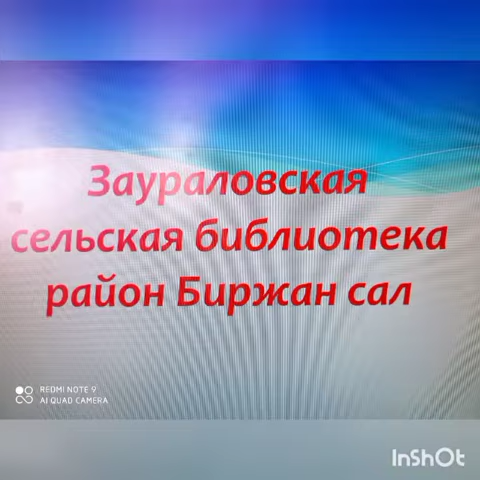 Заураловская
сельская библиотека
район Биржан сал
REDMI NOTE 9
AI QUAD CAMERA
InShOt